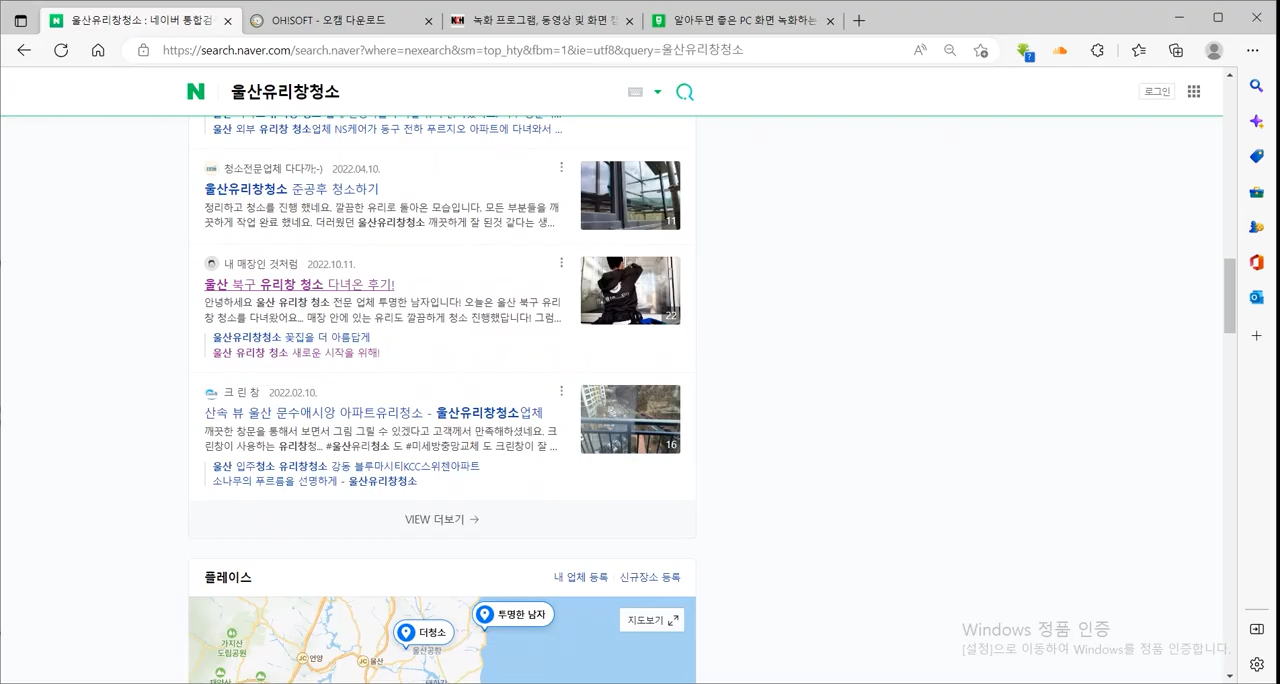 울산유리창청소 : 네이버 통합검색
OH!SOFT - 오캠 다운로드
녹화 프로그램, 동영상 및 화면 캡
알아두면 좋은 PC 화면 녹화하는
https://search.naver.com/search.naver?where=nexearch&sm=top_hty&fbm=1&ie=utf8&query=울산유리창청소
N 울산유리창청소
로그인
울산 외부 유리창 청소업체 NS케어가 동구 전하 푸르지오 아파트에 다녀와서 ...
청소전문업체 다다까;-) 2022.04.10.
울산유리창청소 준공후 청소하기
정리하고 청소를 진행 했네요. 깔끔한 유리로 돌아온 모습입니다. 모든 부분들을 깨
끗하게 작업 완료 했네요. 더러웠던 울산유리창청소 깨끗하게 잘 된것 같다는 생...
11
내 매장인 것처럼 2022.10.11.
울산 북구 유리창 청소 다녀온 후기!
안녕하세요 울산 유리창 청소 전문 업체 투명한 남자입니다! 오늘은 울산 북구 유리
창 청소를 다녀왔어요... 매장 안에 있는 유리도 깔끔하게 청소 진행했답니다! 그럼...
22
울산유리창청소 꽃집을 더 아름답게
울산 유리창 청소 새로운 시작을 위해!
크 린 창 2022.02.10.
산속 뷰 울산 문수애시앙 아파트유리청소 - 울산유리창청소업체
깨끗한 창문을 통해서 보면서 그림 그릴 수 있겠다고 고객께서 만족해하셨네요. 크
린창이 사용하는 유리창청... #울산유리청소 도 #미세방충망교체 도 크린창이 잘 ...
16
울산 입주청소 유리창청소 강동 블루마시티KCC스위첸아파트
소나무의 푸르름을 선명하게 - 울산유리창청소
VIEW 더보기 →
플레이스
내 업체 등록 신규장소 등록
투명한 남자
지도보기
더청소
울산공항
가지산
도립공원
JC 언양
JC 울산
Windows 정품 인증
[설정]으로 이동하여 Windows를 정품 인증합니다.